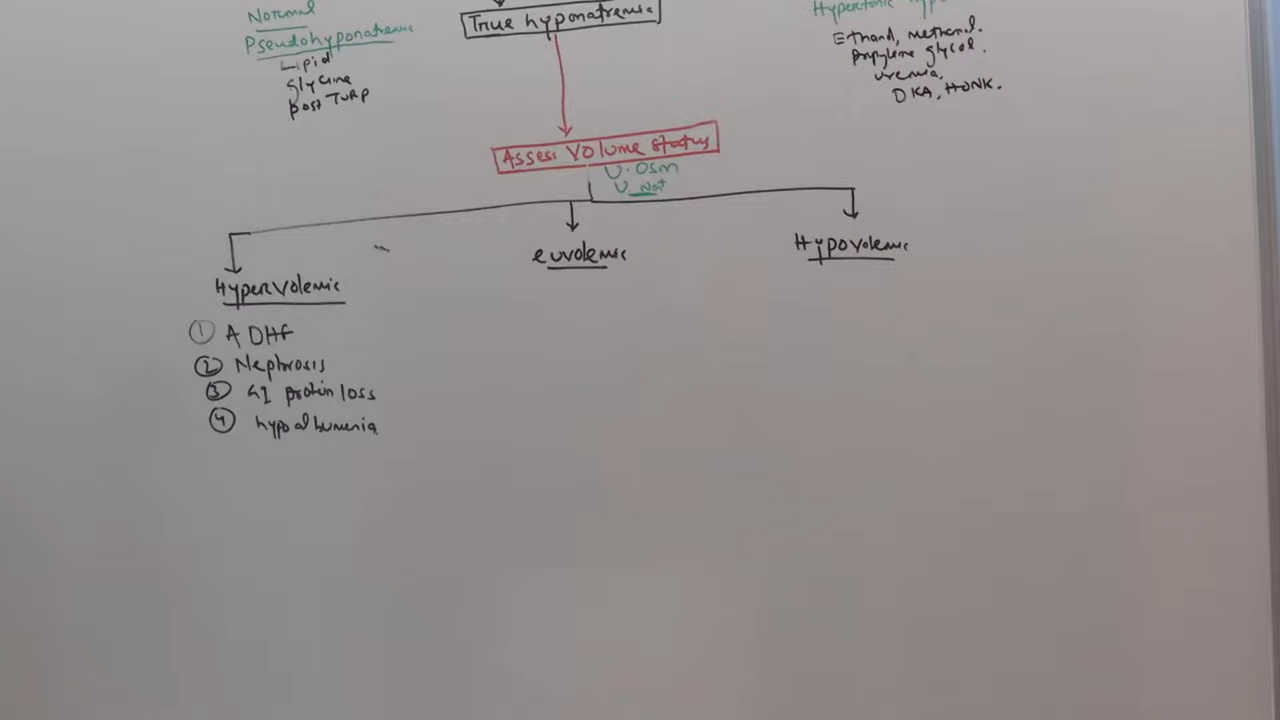 Normal
Pseudohyponatremia
Lipid
glycine
post TURP
True hyponatremia
Hypertonic
Ethanol, methanol.
propylene glycol.
uremia,
DKA, HONK.
Assess Volume status
U.Osm
U Na+
Hypervolemic
euvolemic
Hypovolemic
① ADHF
② Nephrosis
③ GI protein loss
④ hypoalbumenia